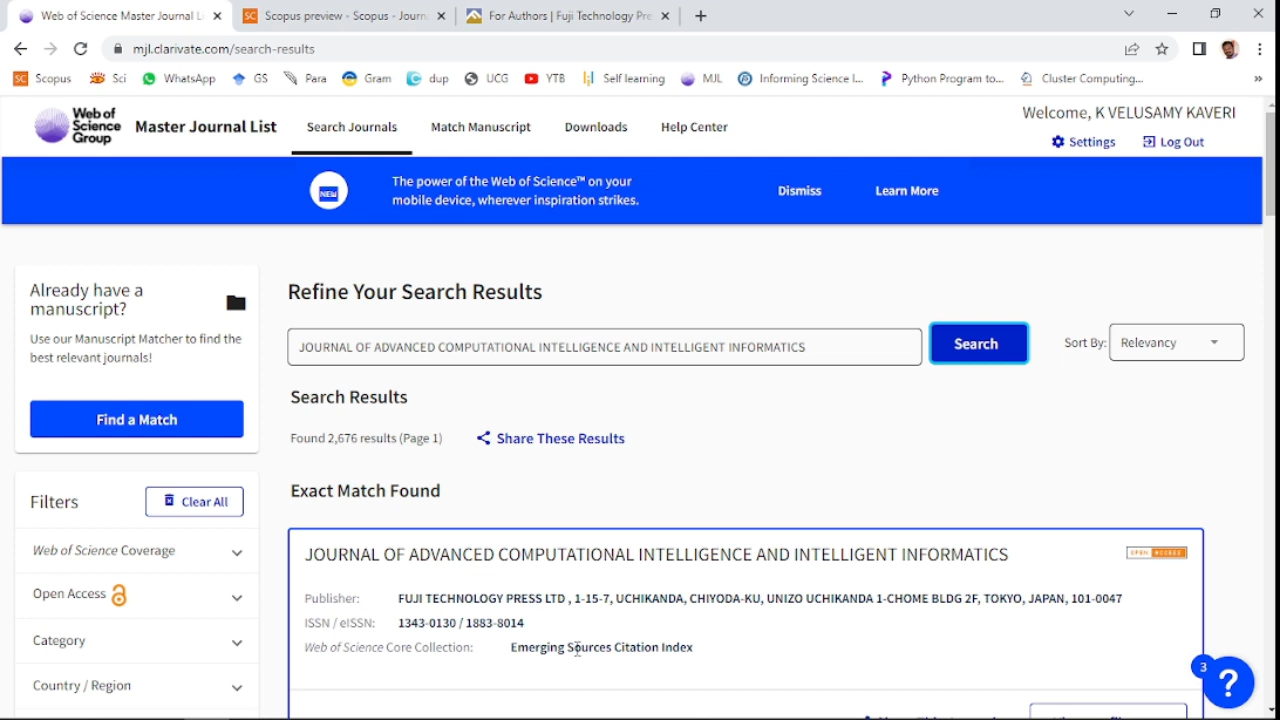 Web of Science Master Journal L
Scopus preview - Scopus - Journ
For Authors | Fuji Technology Pre
mjl.clarivate.com/search-results
SC Scopus
Sci
WhatsApp
GS
Para
Gram
dup
UCG
YTB
Self learning
MJL
Informing Science I...
Python Program to...
Cluster Computing...
»
Web of Science Group
Master Journal List
Search Journals
Match Manuscript
Downloads
Help Center
Welcome, K VELUSAMY KAVERI
Settings
Log Out
NEW
The power of the Web of Science™ on your
mobile device, wherever inspiration strikes.
Dismiss
Learn More
Already have a
manuscript?
Use our Manuscript Matcher to find the
best relevant journals!
Find a Match
Refine Your Search Results
JOURNAL OF ADVANCED COMPUTATIONAL INTELLIGENCE AND INTELLIGENT INFORMATICS
Search
Sort By:
Relevancy
Search Results
Found 2,676 results (Page 1)
Share These Results
Filters
Clear All
Web of Science Coverage
Open Access
Category
Country / Region
Exact Match Found
JOURNAL OF ADVANCED COMPUTATIONAL INTELLIGENCE AND INTELLIGENT INFORMATICS
OPEN ACCESS
Publisher: FUJI TECHNOLOGY PRESS LTD , 1-15-7, UCHIKANDA, CHIYODA-KU, UNIZO UCHIKANDA 1-CHOME BLDG 2F, TOKYO, JAPAN, 101-0047
ISSN / eISSN: 1343-0130 / 1883-8014
Web of Science Core Collection: Emerging Sources Citation Index
3
?